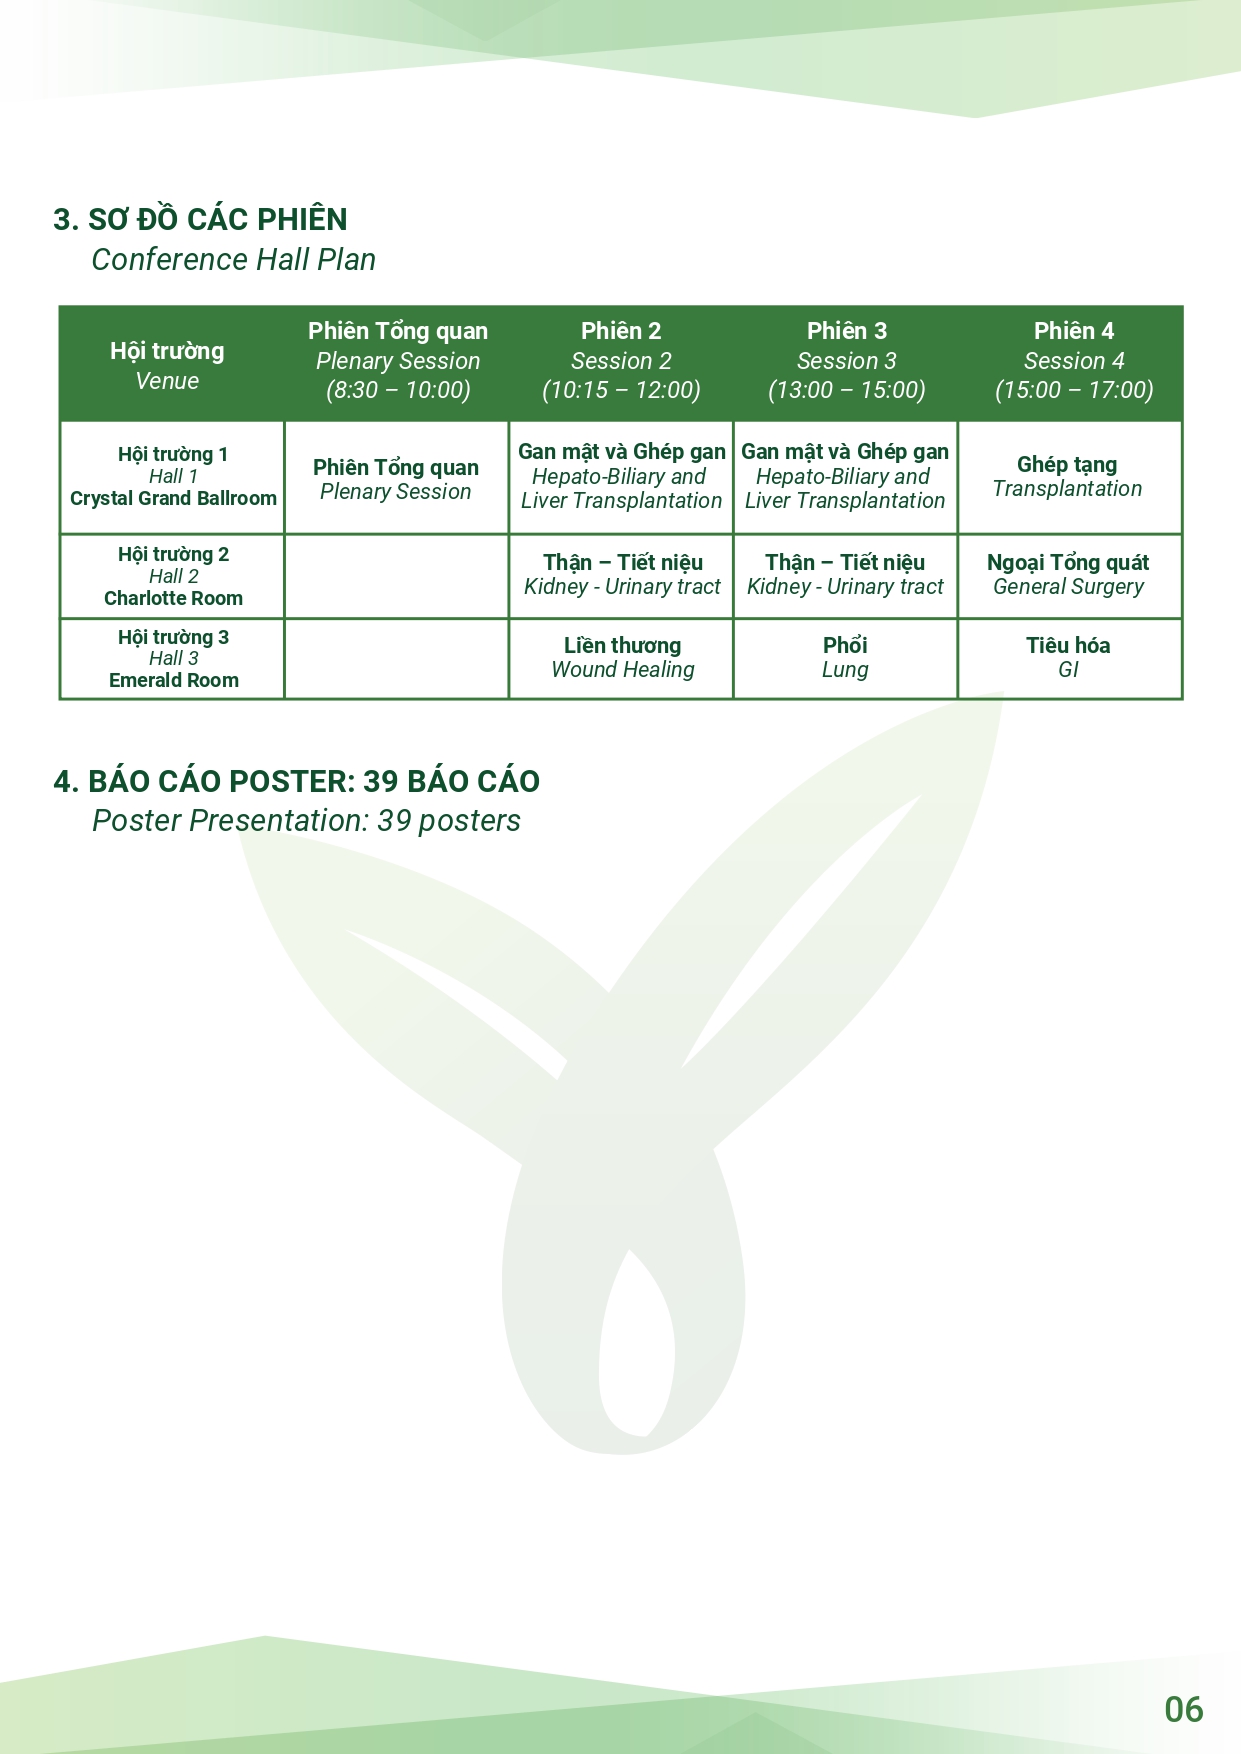 3. SƠ ĐỒ CÁC PHIÊN
Conference Hall Plan
Hội trường
Venue
Phiên Tổng quan
Plenary Session
(8:30 – 10:00)
Phiên 2
Session 2
(10:15 – 12:00)
Phiên 3
Session 3
(13:00 – 15:00)
Phiên 4
Session 4
(15:00 – 17:00)
Hội trường 1
Hall 1
Crystal Grand Ballroom
Phiên Tổng quan
Plenary Session
Gan mật và Ghép gan
Hepato-Biliary and
Liver Transplantation
Gan mật và Ghép gan
Hepato-Biliary and
Liver Transplantation
Ghép tạng
Transplantation
Hội trường 2
Hall 2
Charlotte Room
Thận – Tiết niệu
Kidney - Urinary tract
Thận – Tiết niệu
Kidney - Urinary tract
Ngoại Tổng quát
General Surgery
Hội trường 3
Hall 3
Emerald Room
Liền thương
Wound Healing
Phổi
Lung
Tiêu hóa
GI
4. BÁO CÁO POSTER: 39 BÁO CÁO
Poster Presentation: 39 posters
06